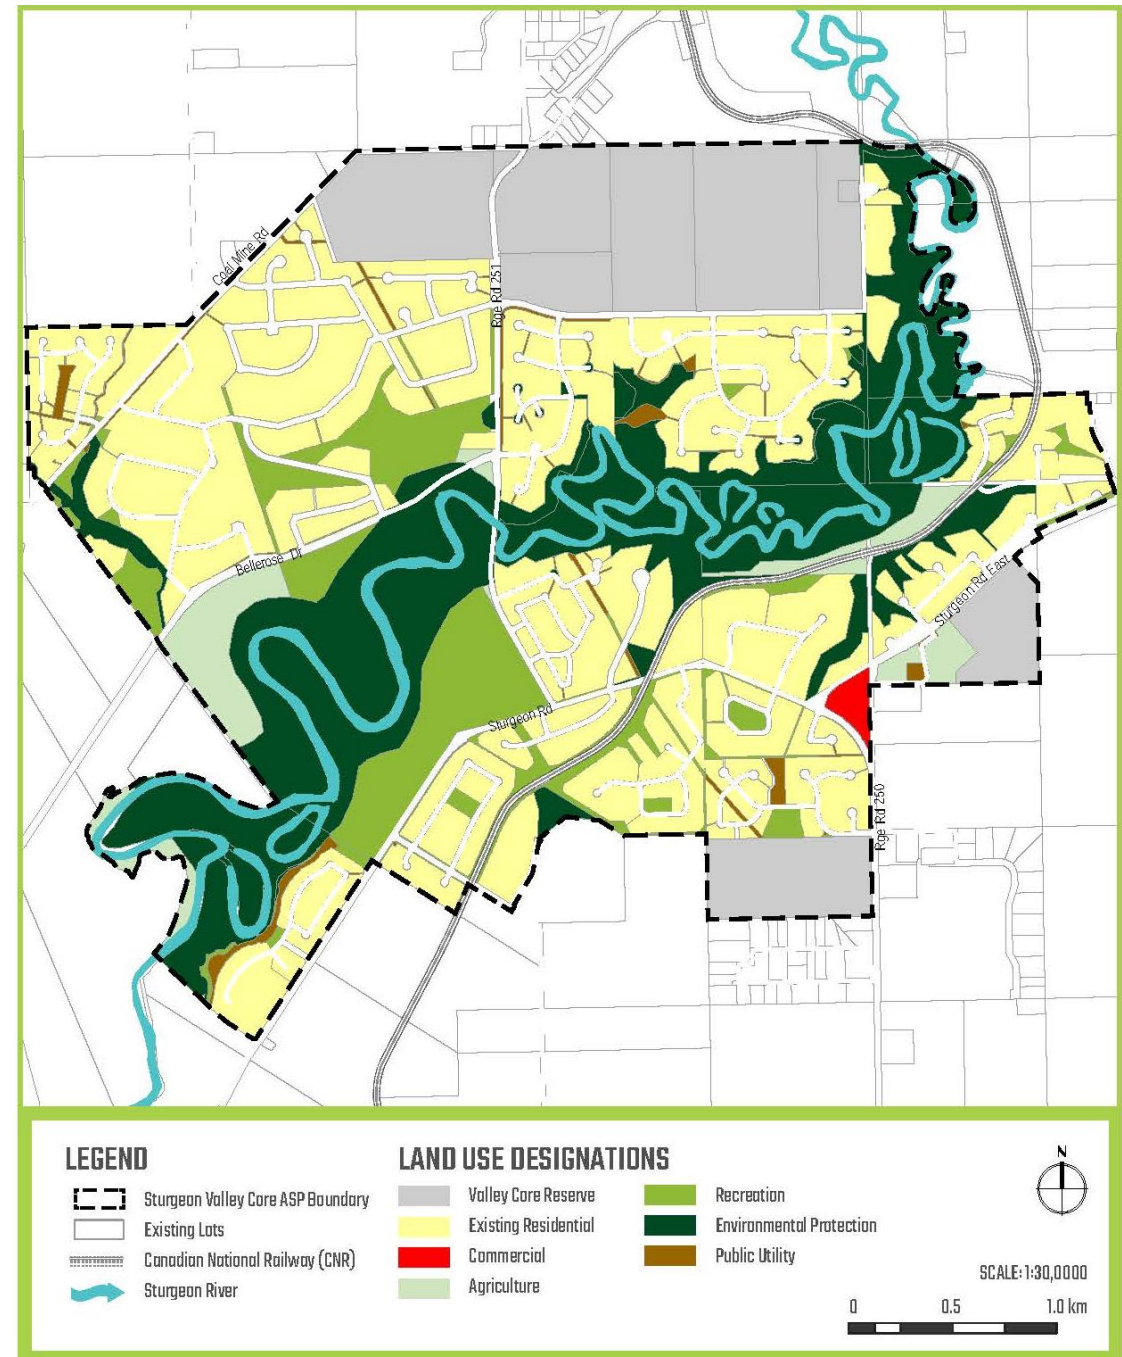 Coal Mine Rd
Rge Rd 251
Bellerose Dr
Sturgeon Rd East
Sturgeon Rd
Rge Rd 250
LEGEND
Sturgeon Valley Core ASP Boundary
Existing Lots
Canadian National Railway (CNR)
Sturgeon River
LAND USE DESIGNATIONS
Valley Core Reserve
Existing Residential
Commercial
Agriculture
Recreation
Environmental Protection
Public Utility
N
SCALE: 1:30,0000
0 0.5 1.0 km